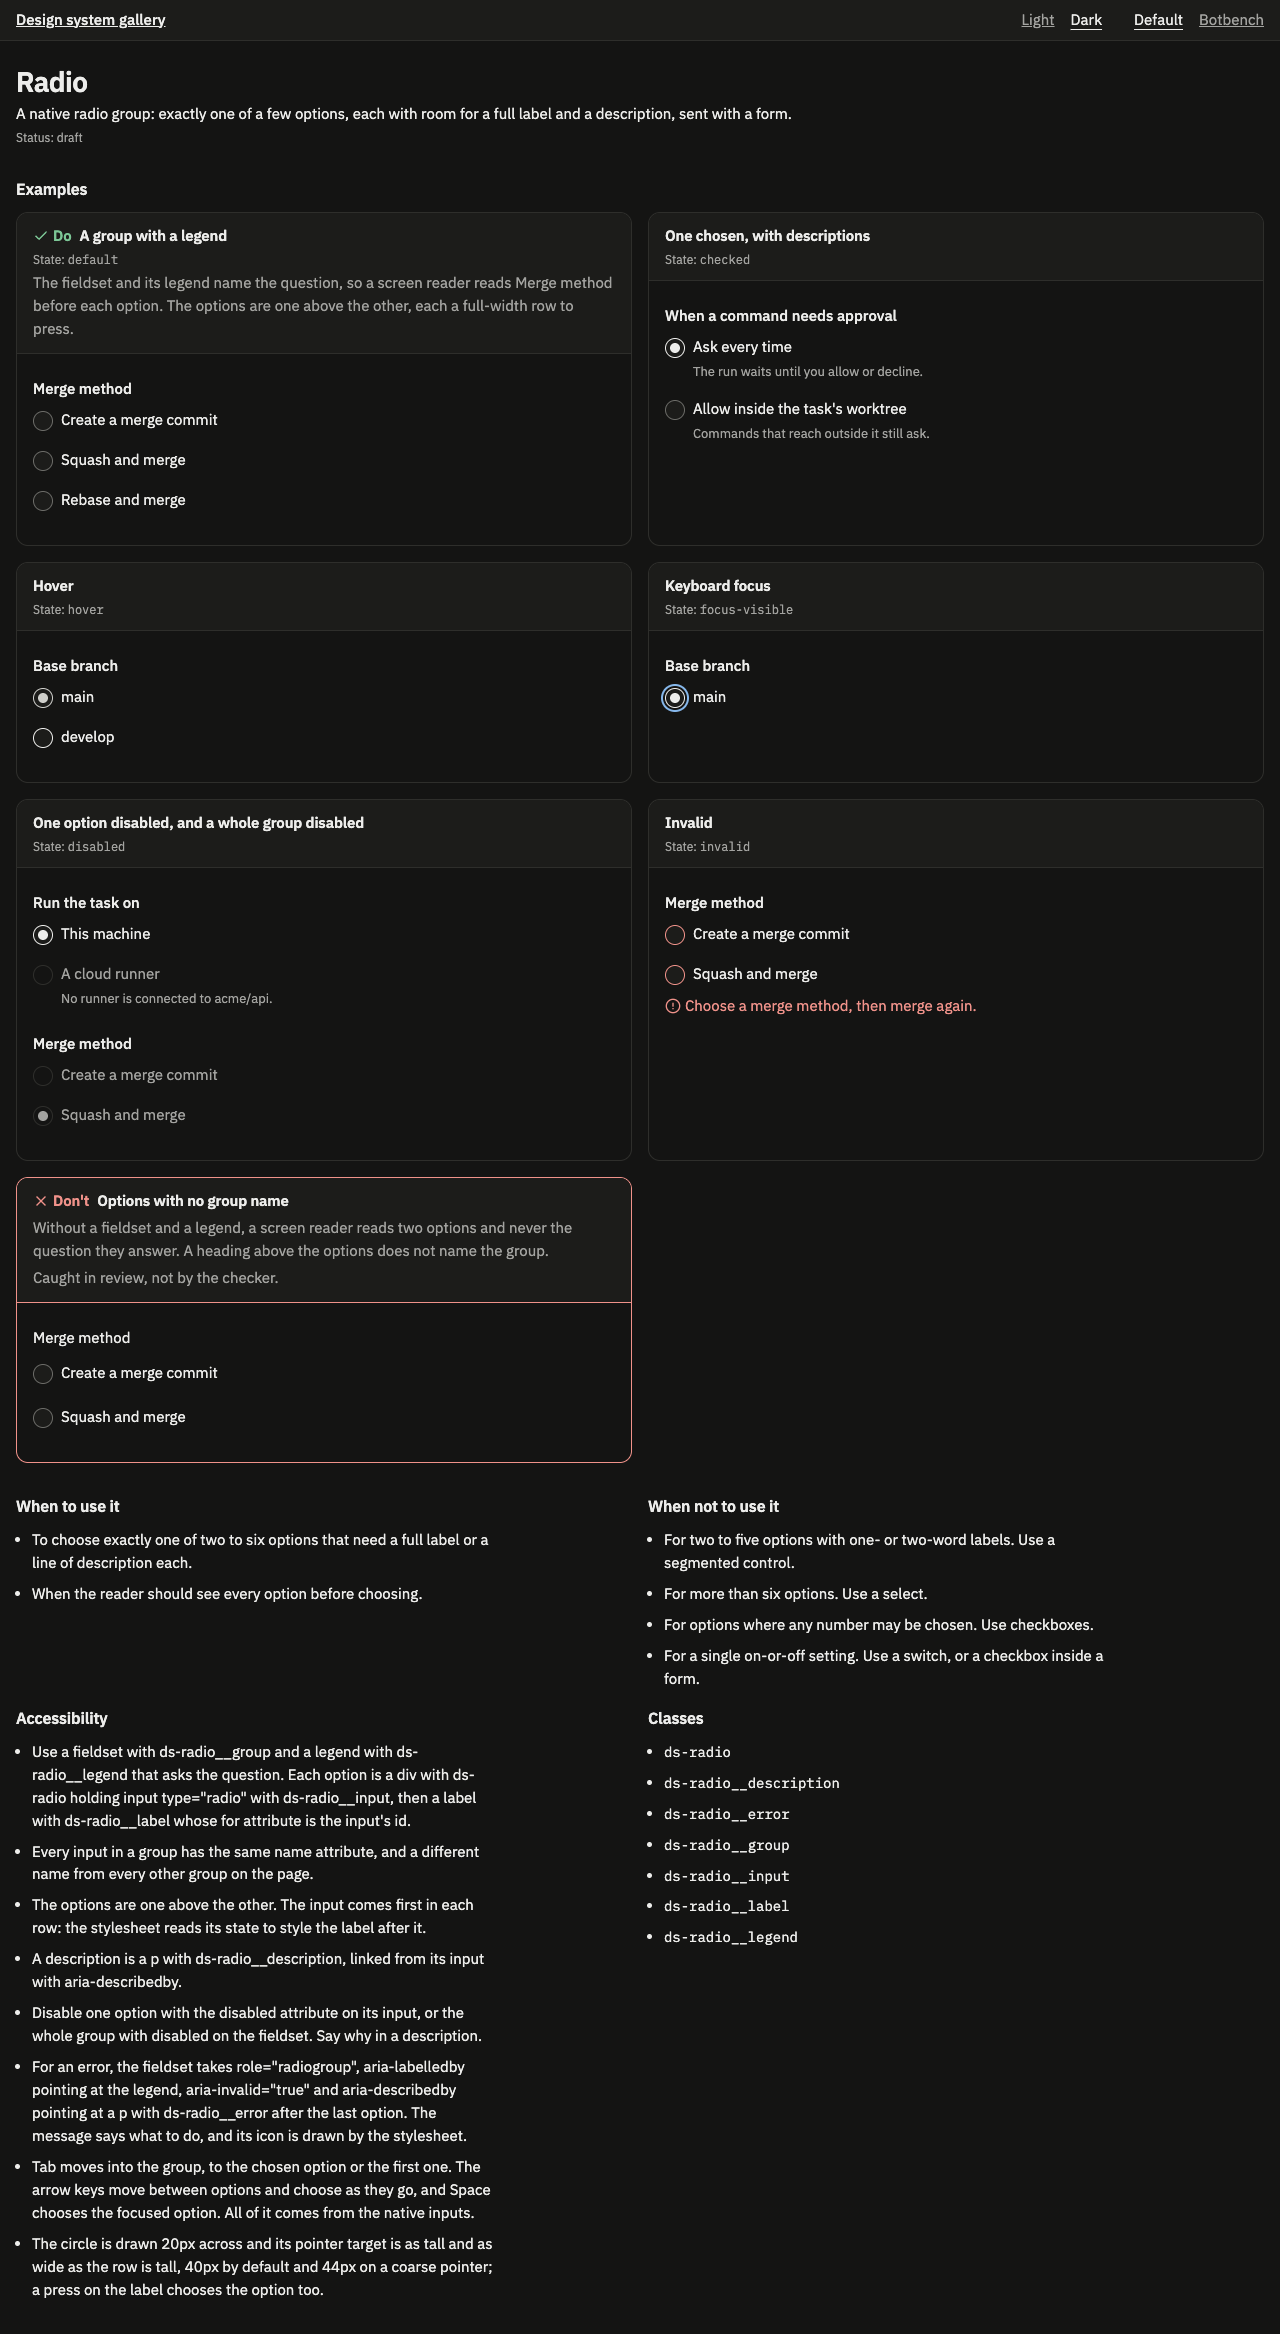 Design system gallery
Light Dark Default Botbench
Radio
A native radio group: exactly one of a few options, each with room for a full label and a description, sent with a form.
Status: draft
Examples
Do A group with a legend
State: default
The fieldset and its legend name the question, so a screen reader reads Merge method
before each option. The options are one above the other, each a full-width row to
press.
Merge method
Create a merge commit
Squash and merge
Rebase and merge
One chosen, with descriptions
State: checked
When a command needs approval
Ask every time
The run waits until you allow or decline.
Allow inside the task's worktree
Commands that reach outside it still ask.
Hover
State: hover
Base branch
main
develop
Keyboard focus
State: focus-visible
Base branch
main
One option disabled, and a whole group disabled
State: disabled
Run the task on
This machine
A cloud runner
No runner is connected to acme/api.
Merge method
Create a merge commit
Squash and merge
Invalid
State: invalid
Merge method
Create a merge commit
Squash and merge
Choose a merge method, then merge again.
Don't Options with no group name
Without a fieldset and a legend, a screen reader reads two options and never the
question they answer. A heading above the options does not name the group.
Caught in review, not by the checker.
Merge method
Create a merge commit
Squash and merge
When to use it
• To choose exactly one of two to six options that need a full label or a
line of description each.
• When the reader should see every option before choosing.
When not to use it
• For two to five options with one- or two-word labels. Use a
segmented control.
• For more than six options. Use a select.
• For options where any number may be chosen. Use checkboxes.
• For a single on-or-off setting. Use a switch, or a checkbox inside a
form.
Accessibility
• Use a fieldset with ds-radio__group and a legend with ds-
radio__legend that asks the question. Each option is a div with ds-
radio holding input type="radio" with ds-radio__input, then a label
with ds-radio__label whose for attribute is the input's id.
• Every input in a group has the same name attribute, and a different
name from every other group on the page.
• The options are one above the other. The input comes first in each
row: the stylesheet reads its state to style the label after it.
• A description is a p with ds-radio__description, linked from its input
with aria-describedby.
• Disable one option with the disabled attribute on its input, or the
whole group with disabled on the fieldset. Say why in a description.
• For an error, the fieldset takes role="radiogroup", aria-labelledby
pointing at the legend, aria-invalid="true" and aria-describedby
pointing at a p with ds-radio__error after the last option. The
message says what to do, and its icon is drawn by the stylesheet.
• Tab moves into the group, to the chosen option or the first one. The
arrow keys move between options and choose as they go, and Space
chooses the focused option. All of it comes from the native inputs.
• The circle is drawn 20px across and its pointer target is as tall and as
wide as the row is tall, 40px by default and 44px on a coarse pointer;
a press on the label chooses the option too.
Classes
• ds-radio
• ds-radio__description
• ds-radio__error
• ds-radio__group
• ds-radio__input
• ds-radio__label
• ds-radio__legend